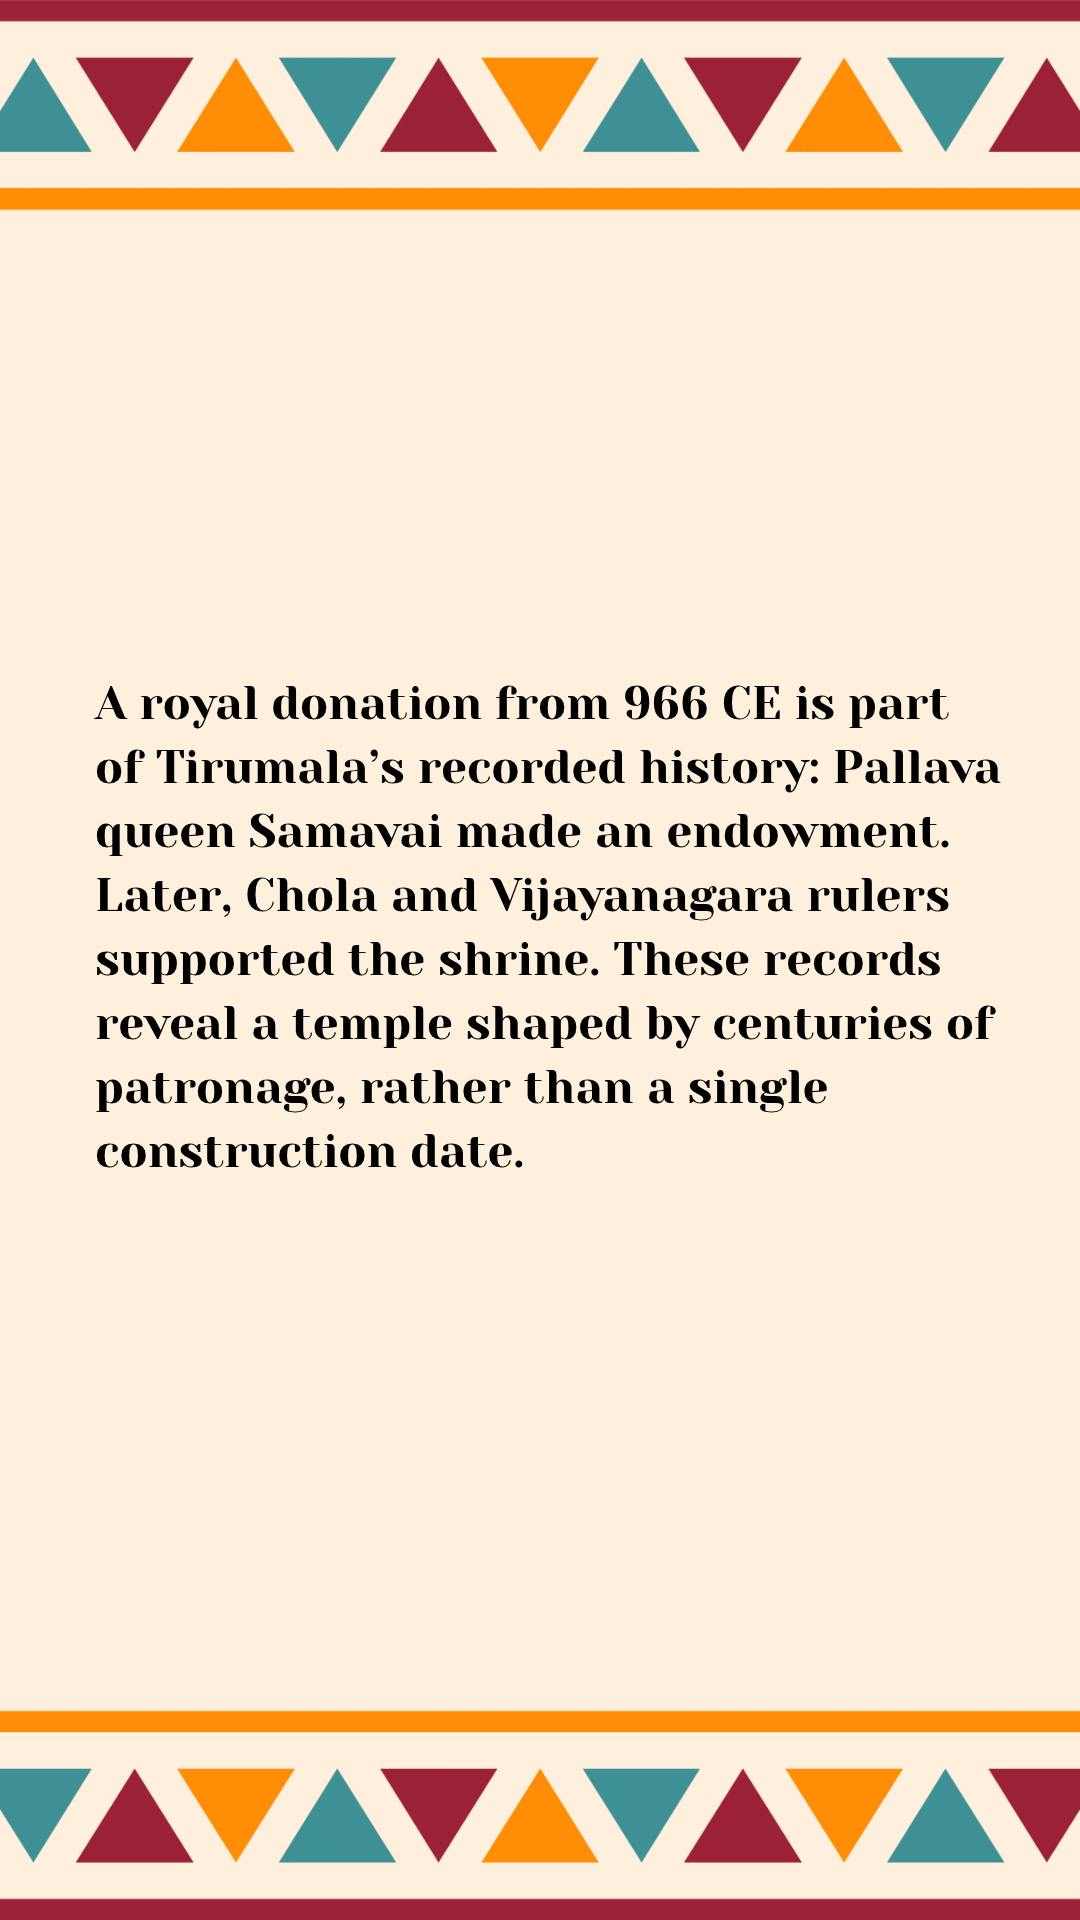 A royal donation from 966 CE is part
of Tirumala’s recorded history: Pallava
queen Samavai made an endowment.
Later, Chola and Vijayanagara rulers
supported the shrine. These records
reveal a temple shaped by centuries of
patronage, rather than a single
construction date.